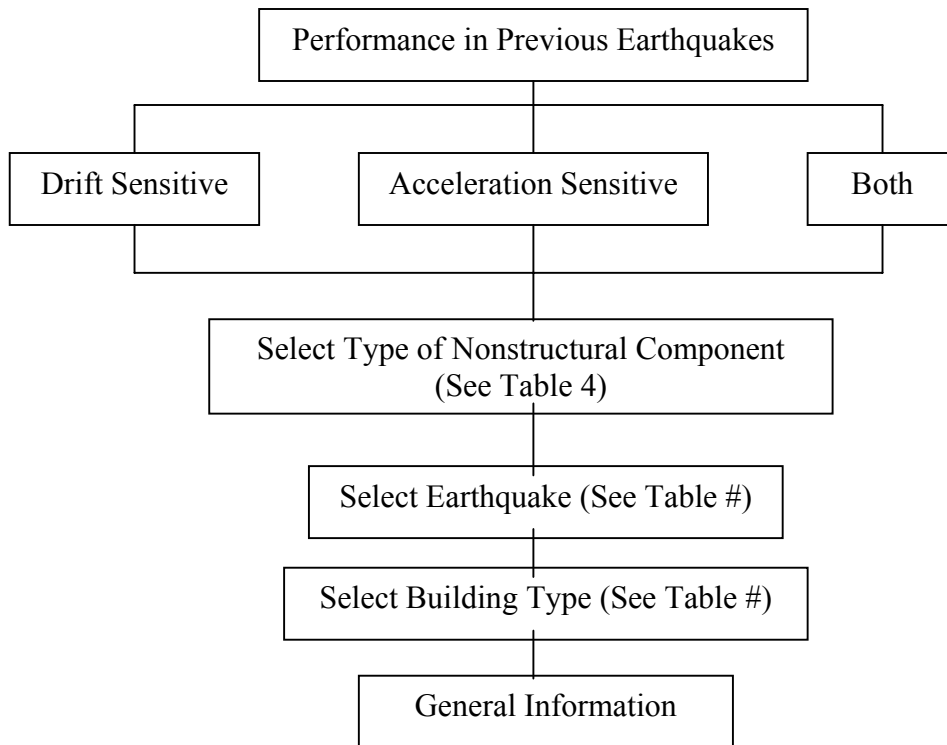 Performance in Previous Earthquakes
Drift Sensitive
Acceleration Sensitive
Both
Select Type of Nonstructural Component
(See Table 4)
Select Earthquake (See Table #)
Select Building Type (See Table #)
General Information